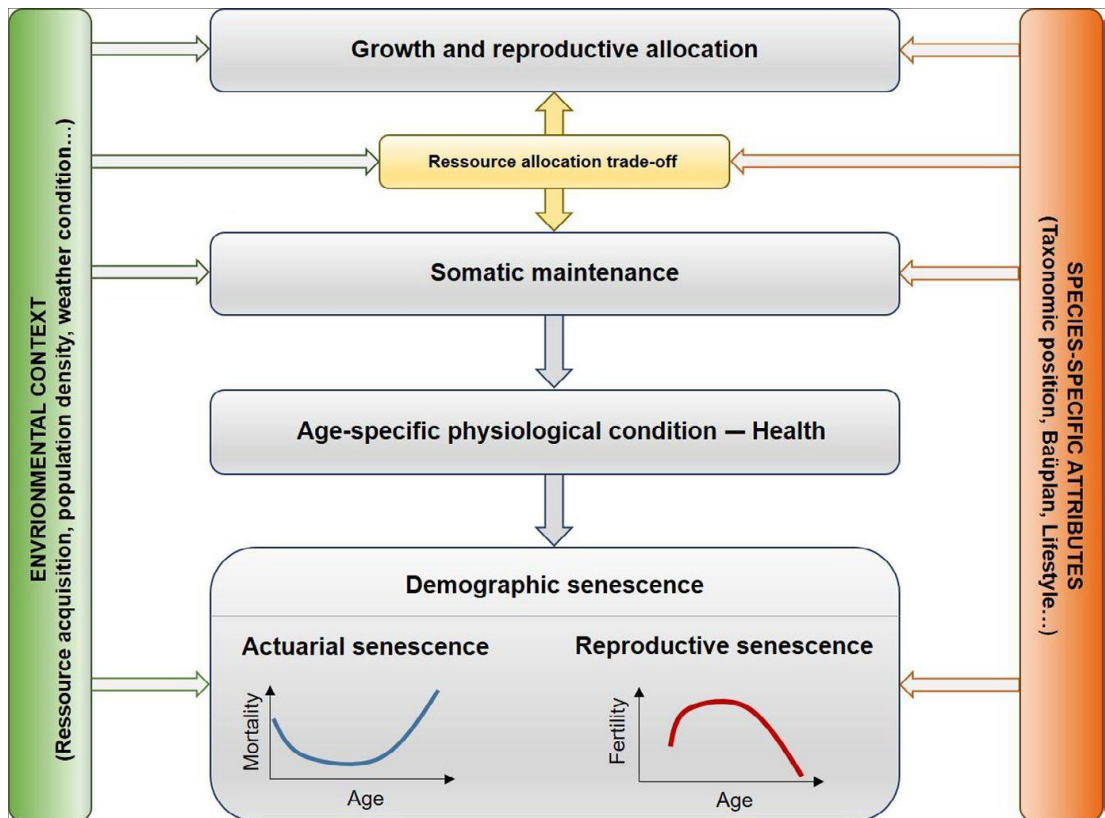 Growth and reproductive allocation
Ressource allocation trade-off
Somatic maintenance
Age-specific physiological condition — Health
Demographic senescence
Actuarial senescence
Mortality
Age
Reproductive senescence
Fertility
Age
ENVRIONMENTAL CONTEXT
(Ressource acquisition, population density, weather condition...)
SPECIES-SPECIFIC ATTRIBUTES
(Taxonomic position, Baüplan, Lifestyle...)